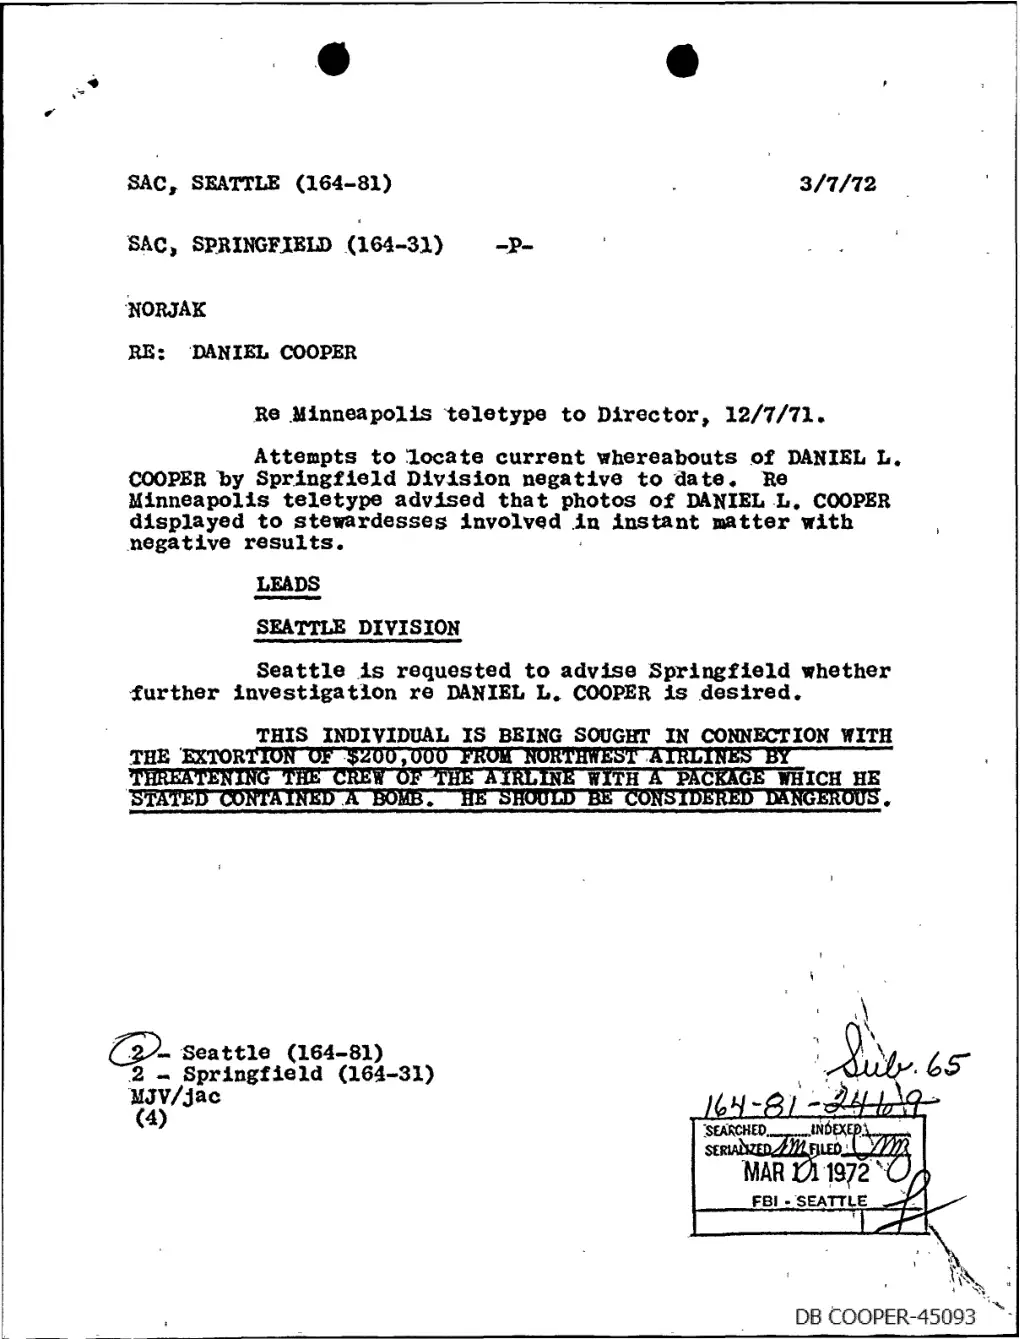 SAC, SEATTLE (164-81) 3/7/72
SAC, SPRINGFIELD (164-31) -P-
NORJAK
RE: DANIEL COOPER
Re Minneapolis teletype to Director, 12/7/71.
Attempts to locate current whereabouts of DANIEL L.
COOPER by Springfield Division negative to date. Re
Minneapolis teletype advised that photos of DANIEL L. COOPER
displayed to stewardesses involved in instant matter with
negative results.
LEADS
SEATTLE DIVISION
Seattle is requested to advise Springfield whether
further investigation re DANIEL L. COOPER is desired.
THIS INDIVIDUAL IS BEING SOUGHT IN CONNECTION WITH
THE EXTORTION OF $200,000 FROM NORTHWEST AIRLINES BY
THREATENING THE CREW OF THE AIRLINE WITH A PACKAGE WHICH HE
STATED CONTAINED A BOMB. HE SHOULD BE CONSIDERED DANGEROUS.
2 - Seattle (164-81)
2 - Springfield (164-31)
MJV/jac
(4)
Sub. 65
164-81-2469
SEARCHED INDEXED
SERIALIZED FILED
MAR 1972
FBI - SEATTLE
DB COOPER-45093